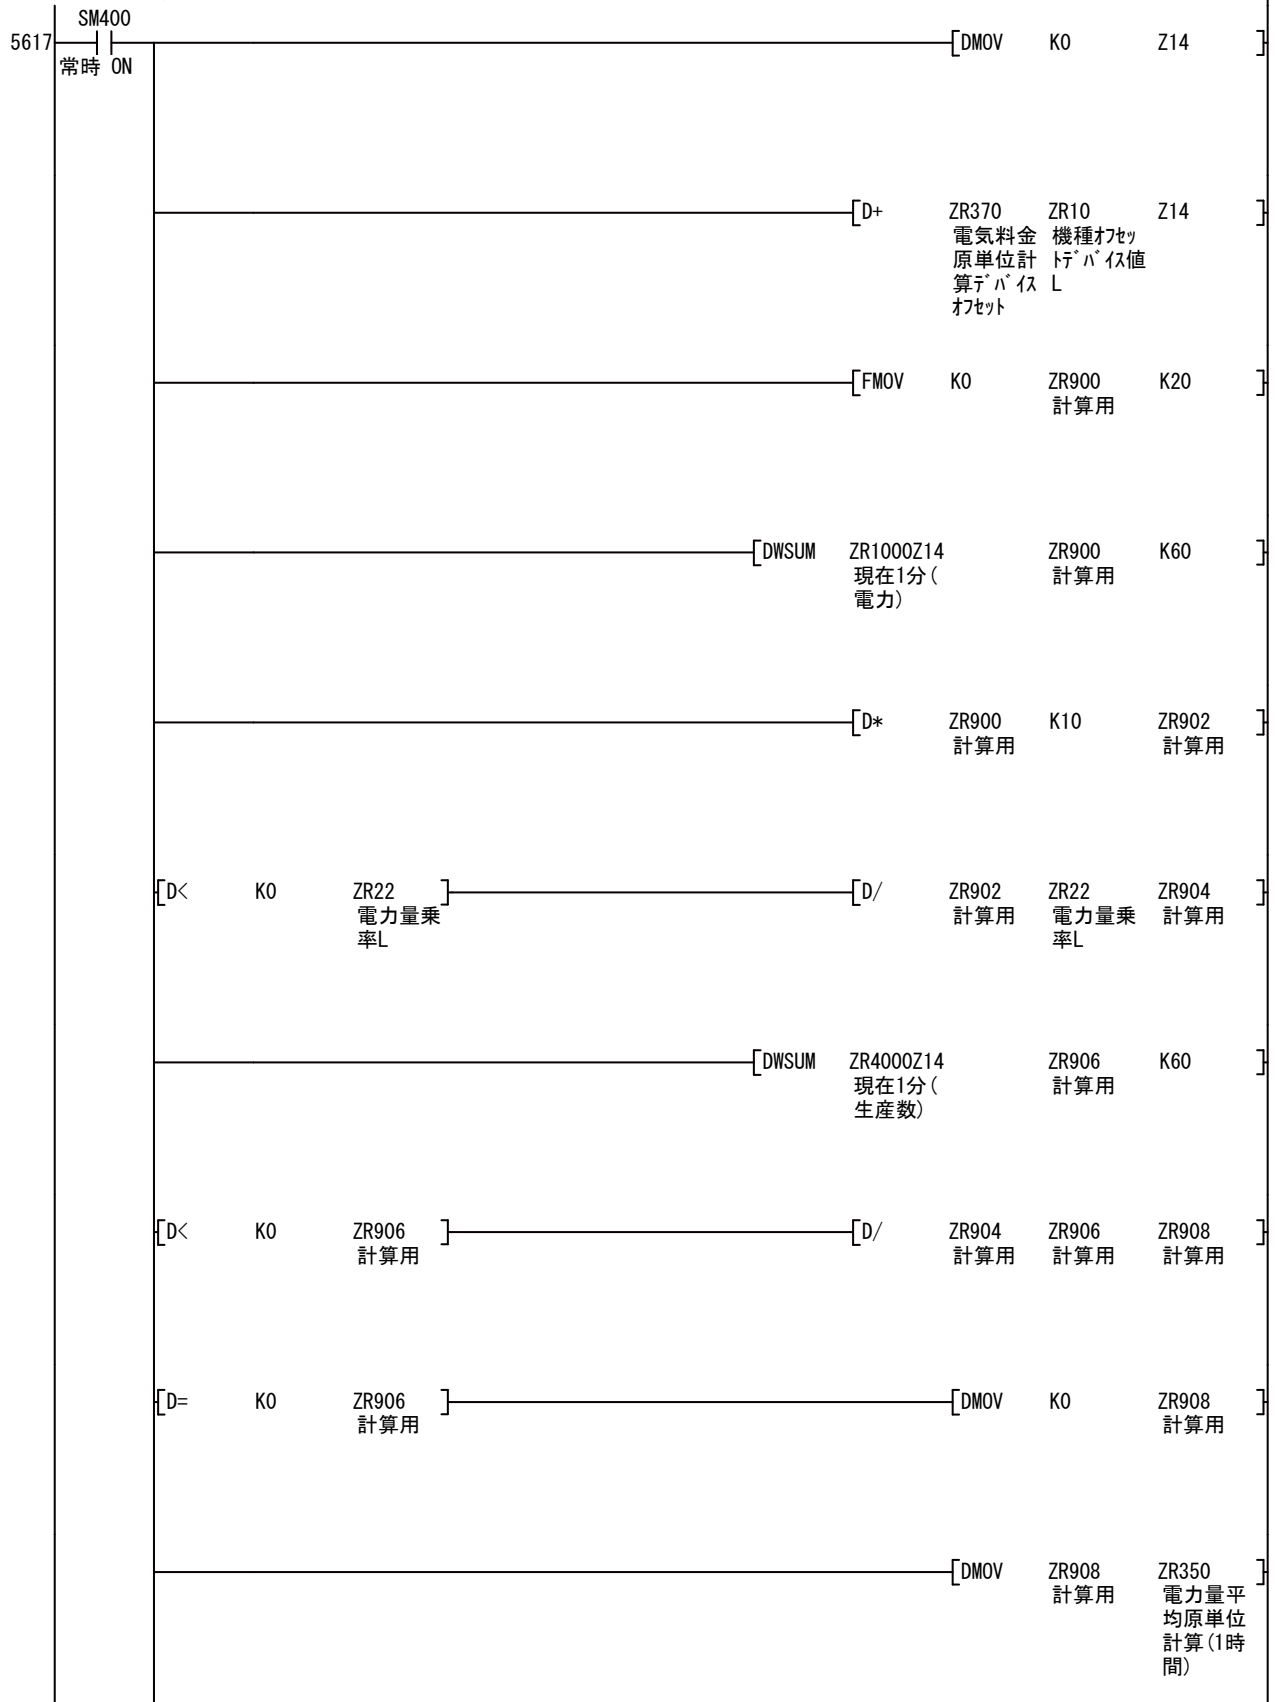 SM400
5617
常時 ON
DMOV K0 Z14
D+ ZR370 ZR10 Z14
電気料金 機種ｵﾌｾｯ
原単位計 ﾄﾃﾞﾊﾞｲｽ値
算ﾃﾞﾊﾞｲｽ L
ｵﾌｾｯﾄ
FMOV K0 ZR900 K20
計算用
DWSUM ZR1000Z14 ZR900 K60
現在1分( 計算用
電力)
D* ZR900 K10 ZR902
計算用 計算用
D< K0 ZR22 D/ ZR902 ZR22 ZR904
電力量乗 計算用 電力量乗 計算用
率L 率L
DWSUM ZR4000Z14 ZR906 K60
現在1分( 計算用
生産数)
D< K0 ZR906 D/ ZR904 ZR906 ZR908
計算用 計算用 計算用 計算用
D= K0 ZR906 DMOV K0 ZR908
計算用 計算用
DMOV ZR908 ZR350
計算用 電力量平
均原単位
計算(1時
間)